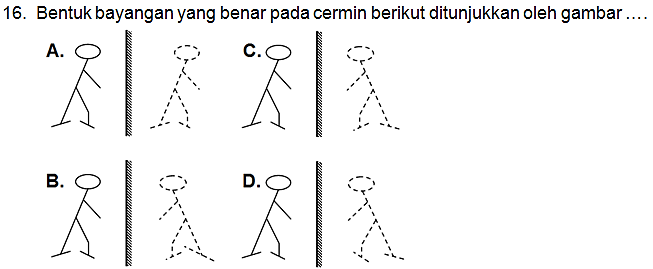 16. Bentuk bayangan yang benar pada cermin berikut ditunjukkan oleh gambar ....
A.
C.
B.
D.